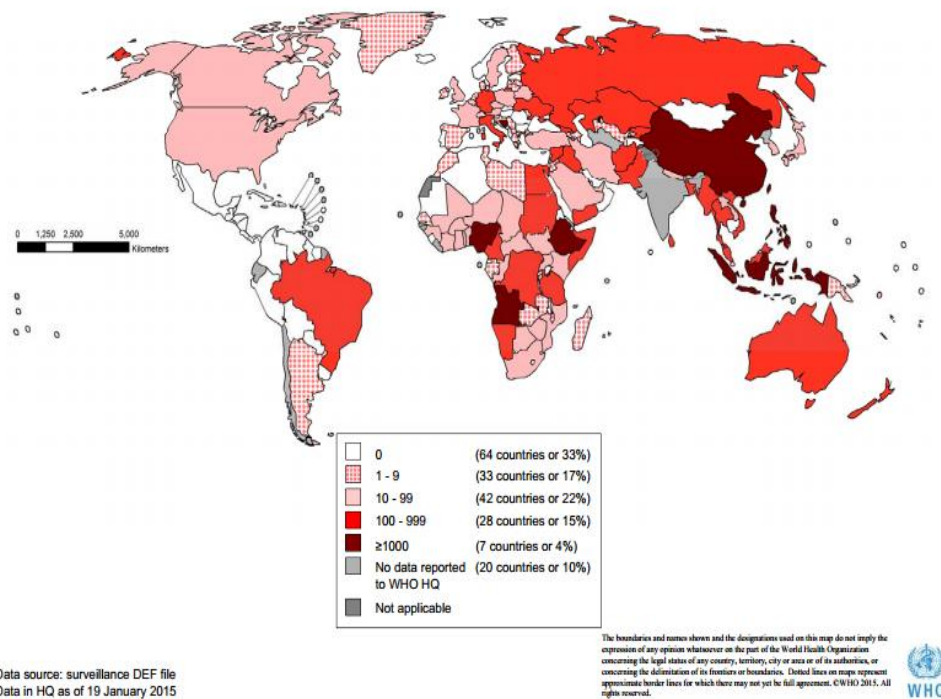 0 1,250 2,500 5,000
Kilometers
0 (64 countries or 33%)
1 - 9 (33 countries or 17%)
10 - 99 (42 countries or 22%)
100 - 999 (28 countries or 15%)
≥1000 (7 countries or 4%)
No data reported (20 countries or 10%)
to WHO HQ
Not applicable
Data source: surveillance DEF file
Data in HQ as of 19 January 2015
The boundaries and names shown and the designations used on this map do not imply the
expression of any opinion whatsoever on the part of the World Health Organization
concerning the legal status of any country, territory, city or area or of its authorities, or
concerning the delimitation of its frontiers or boundaries. Dotted lines on maps represent
approximate border lines for which there may not yet be full agreement. ©WHO 2015. All
rights reserved.
WHO